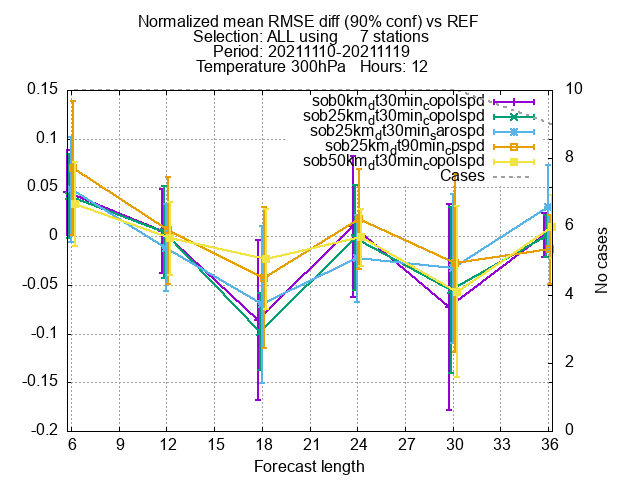 Normalized mean RMSE diff (90% conf) vs REF
Selection: ALL using     7 stations
Period: 20211110-20211119
Temperature 300hPa   Hours: 12
0.15
0.1
0.05
0
-0.05
-0.1
-0.15
-0.2
10
8
6
4
2
0
No cases
sob0km_dt30min_copolspd
sob25km_dt30min_copolspd
sob25km_dt30min_sarospd
sob25km_dt90min_cpspd
sob50km_dt30min_copolspd
Cases
6 9 12 15 18 21 24 27 30 33 36
Forecast length